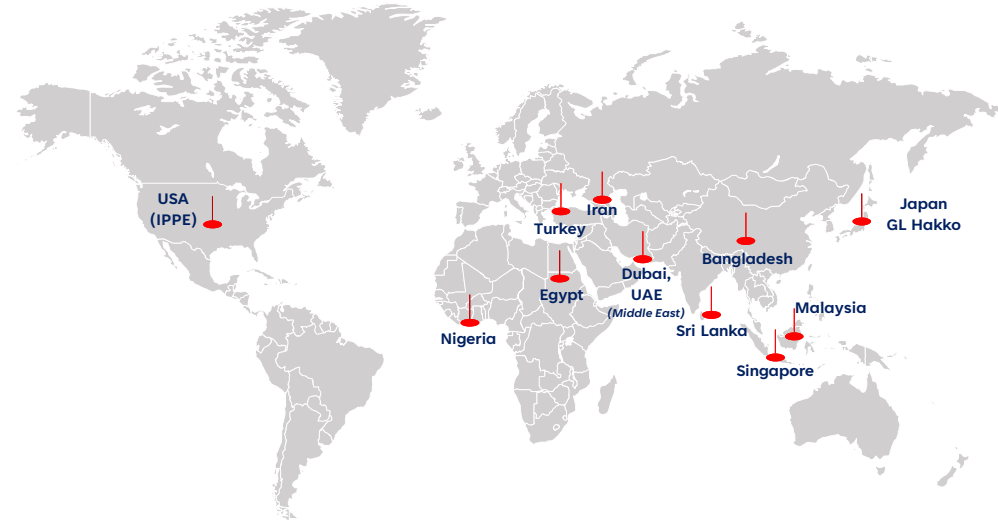 USA
(IPPE)
Iran
Turkey
Japan
GL Hakko
Bangladesh
Dubai,
UAE
(Middle East)
Egypt
Malaysia
Sri Lanka
Nigeria
Singapore